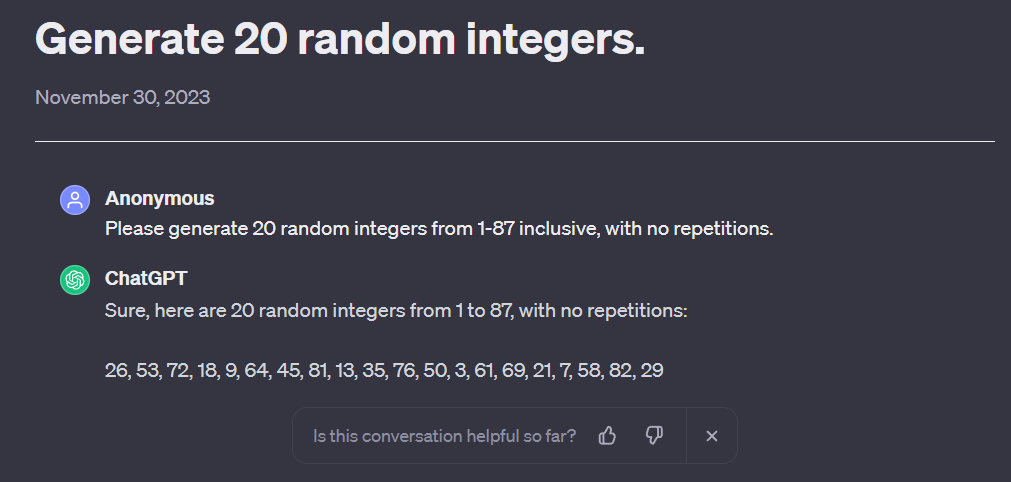 Generate 20 random integers.
November 30, 2023
Anonymous
Please generate 20 random integers from 1-87 inclusive, with no repetitions.
ChatGPT
Sure, here are 20 random integers from 1 to 87, with no repetitions:
26, 53, 72, 18, 9, 64, 45, 81, 13, 35, 76, 50, 3, 61, 69, 21, 7, 58, 82, 29
Is this conversation helpful so far?